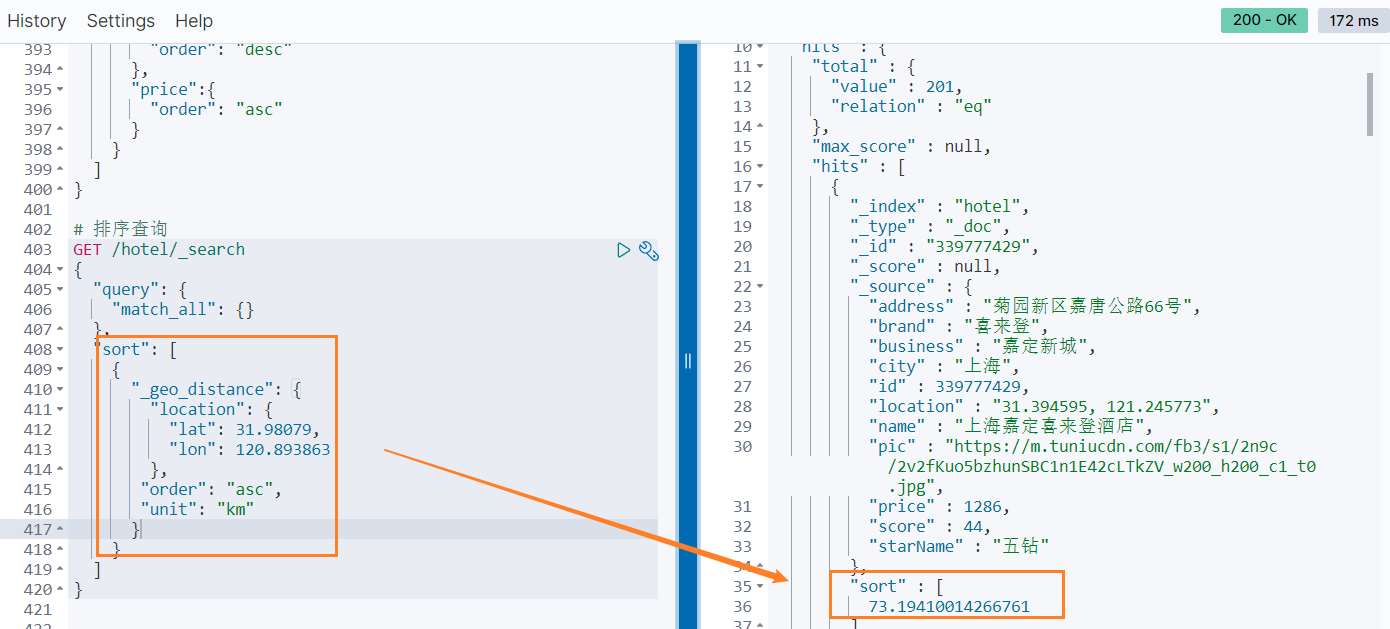 History Settings Help
200 - OK 172 ms
393 "order": "desc"
394 },
395 "price":{
396 "order": "asc"
397 }
398 }
399 ]
400 }
401
402 # 排序查询
403 GET /hotel/_search
404 {
405 "query": {
406 "match_all": {}
407 },
408 "sort": [
409 {
410 "_geo_distance": {
411 "location": {
412 "lat": 31.98079,
413 "lon": 120.893863
414 },
415 "order": "asc",
416 "unit": "km"
417 }
418 }
419 ]
420 }
421
422
10 "hits" : {
11 "total" : {
12 "value" : 201,
13 "relation" : "eq"
14 },
15 "max_score" : null,
16 "hits" : [
17 {
18 "_index" : "hotel",
19 "_type" : "_doc",
20 "_id" : "339777429",
21 "_score" : null,
22 "_source" : {
23 "address" : "菊园新区嘉唐公路66号",
24 "brand" : "喜来登",
25 "business" : "嘉定新城",
26 "city" : "上海",
27 "id" : 339777429,
28 "location" : "31.394595, 121.245773",
29 "name" : "上海嘉定喜来登酒店",
30 "pic" : "https://m.tuniucdn.com/fb3/s1/2n9c
/2v2fKuo5bzhunSBC1n1E42cLTkZV_w200_h200_c1_t0
.jpg",
31 "price" : 1286,
32 "score" : 44,
33 "starName" : "五钻"
34 },
35 "sort" : [
36 73.19410014266761
37 ]